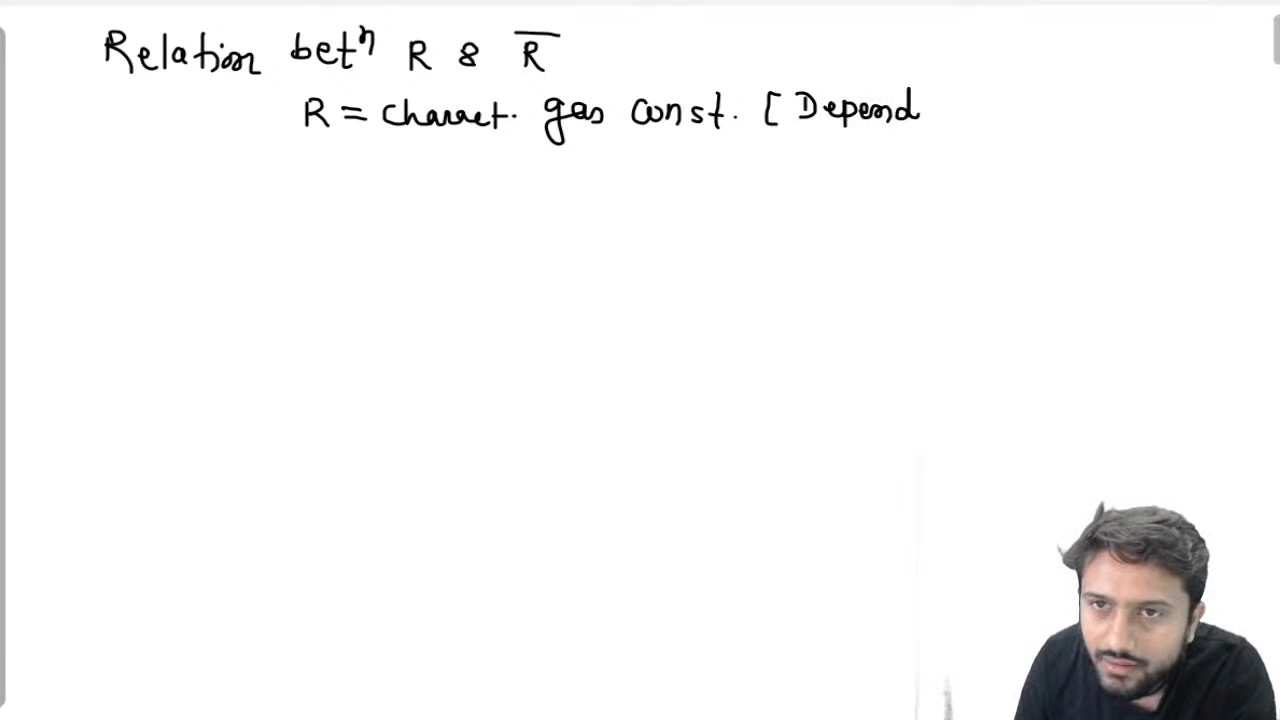 Relation betⁿ R & R̅
R = charact. gas const. [ Depend